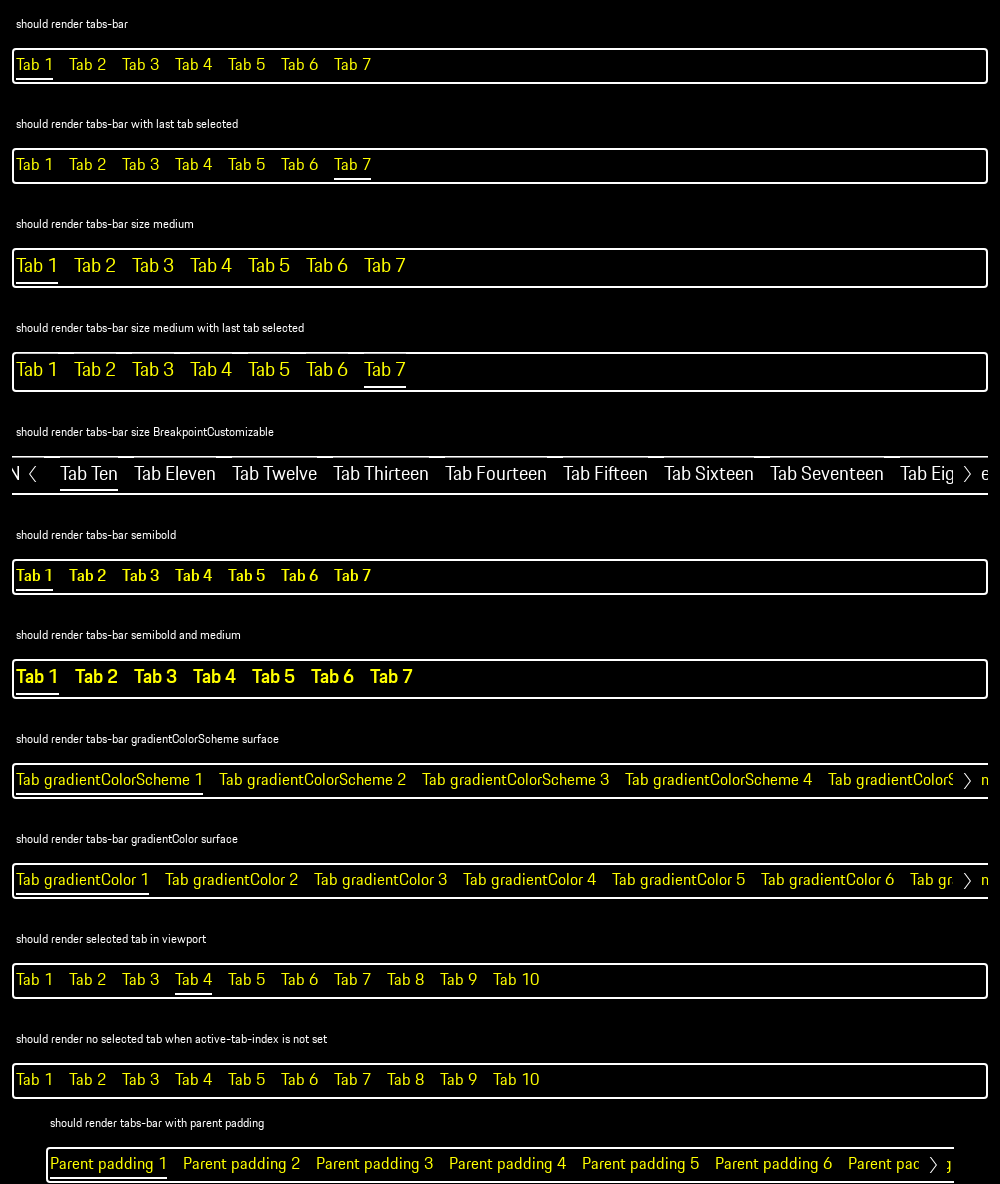 should render tabs-bar
Tab 1 Tab 2 Tab 3 Tab 4 Tab 5 Tab 6 Tab 7
should render tabs-bar with last tab selected
Tab 1 Tab 2 Tab 3 Tab 4 Tab 5 Tab 6 Tab 7
should render tabs-bar size medium
Tab 1 Tab 2 Tab 3 Tab 4 Tab 5 Tab 6 Tab 7
should render tabs-bar size medium with last tab selected
Tab 1 Tab 2 Tab 3 Tab 4 Tab 5 Tab 6 Tab 7
should render tabs-bar size BreakpointCustomizable
N Tab Ten Tab Eleven Tab Twelve Tab Thirteen Tab Fourteen Tab Fifteen Tab Sixteen Tab Seventeen Tab Eig e
should render tabs-bar semibold
Tab 1 Tab 2 Tab 3 Tab 4 Tab 5 Tab 6 Tab 7
should render tabs-bar semibold and medium
Tab 1 Tab 2 Tab 3 Tab 4 Tab 5 Tab 6 Tab 7
should render tabs-bar gradientColorScheme surface
Tab gradientColorScheme 1 Tab gradientColorScheme 2 Tab gradientColorScheme 3 Tab gradientColorScheme 4 Tab gradientColorS
should render tabs-bar gradientColor surface
Tab gradientColor 1 Tab gradientColor 2 Tab gradientColor 3 Tab gradientColor 4 Tab gradientColor 5 Tab gradientColor 6 Tab gr
should render selected tab in viewport
Tab 1 Tab 2 Tab 3 Tab 4 Tab 5 Tab 6 Tab 7 Tab 8 Tab 9 Tab 10
should render no selected tab when active-tab-index is not set
Tab 1 Tab 2 Tab 3 Tab 4 Tab 5 Tab 6 Tab 7 Tab 8 Tab 9 Tab 10
should render tabs-bar with parent padding
Parent padding 1 Parent padding 2 Parent padding 3 Parent padding 4 Parent padding 5 Parent padding 6 Parent pad g